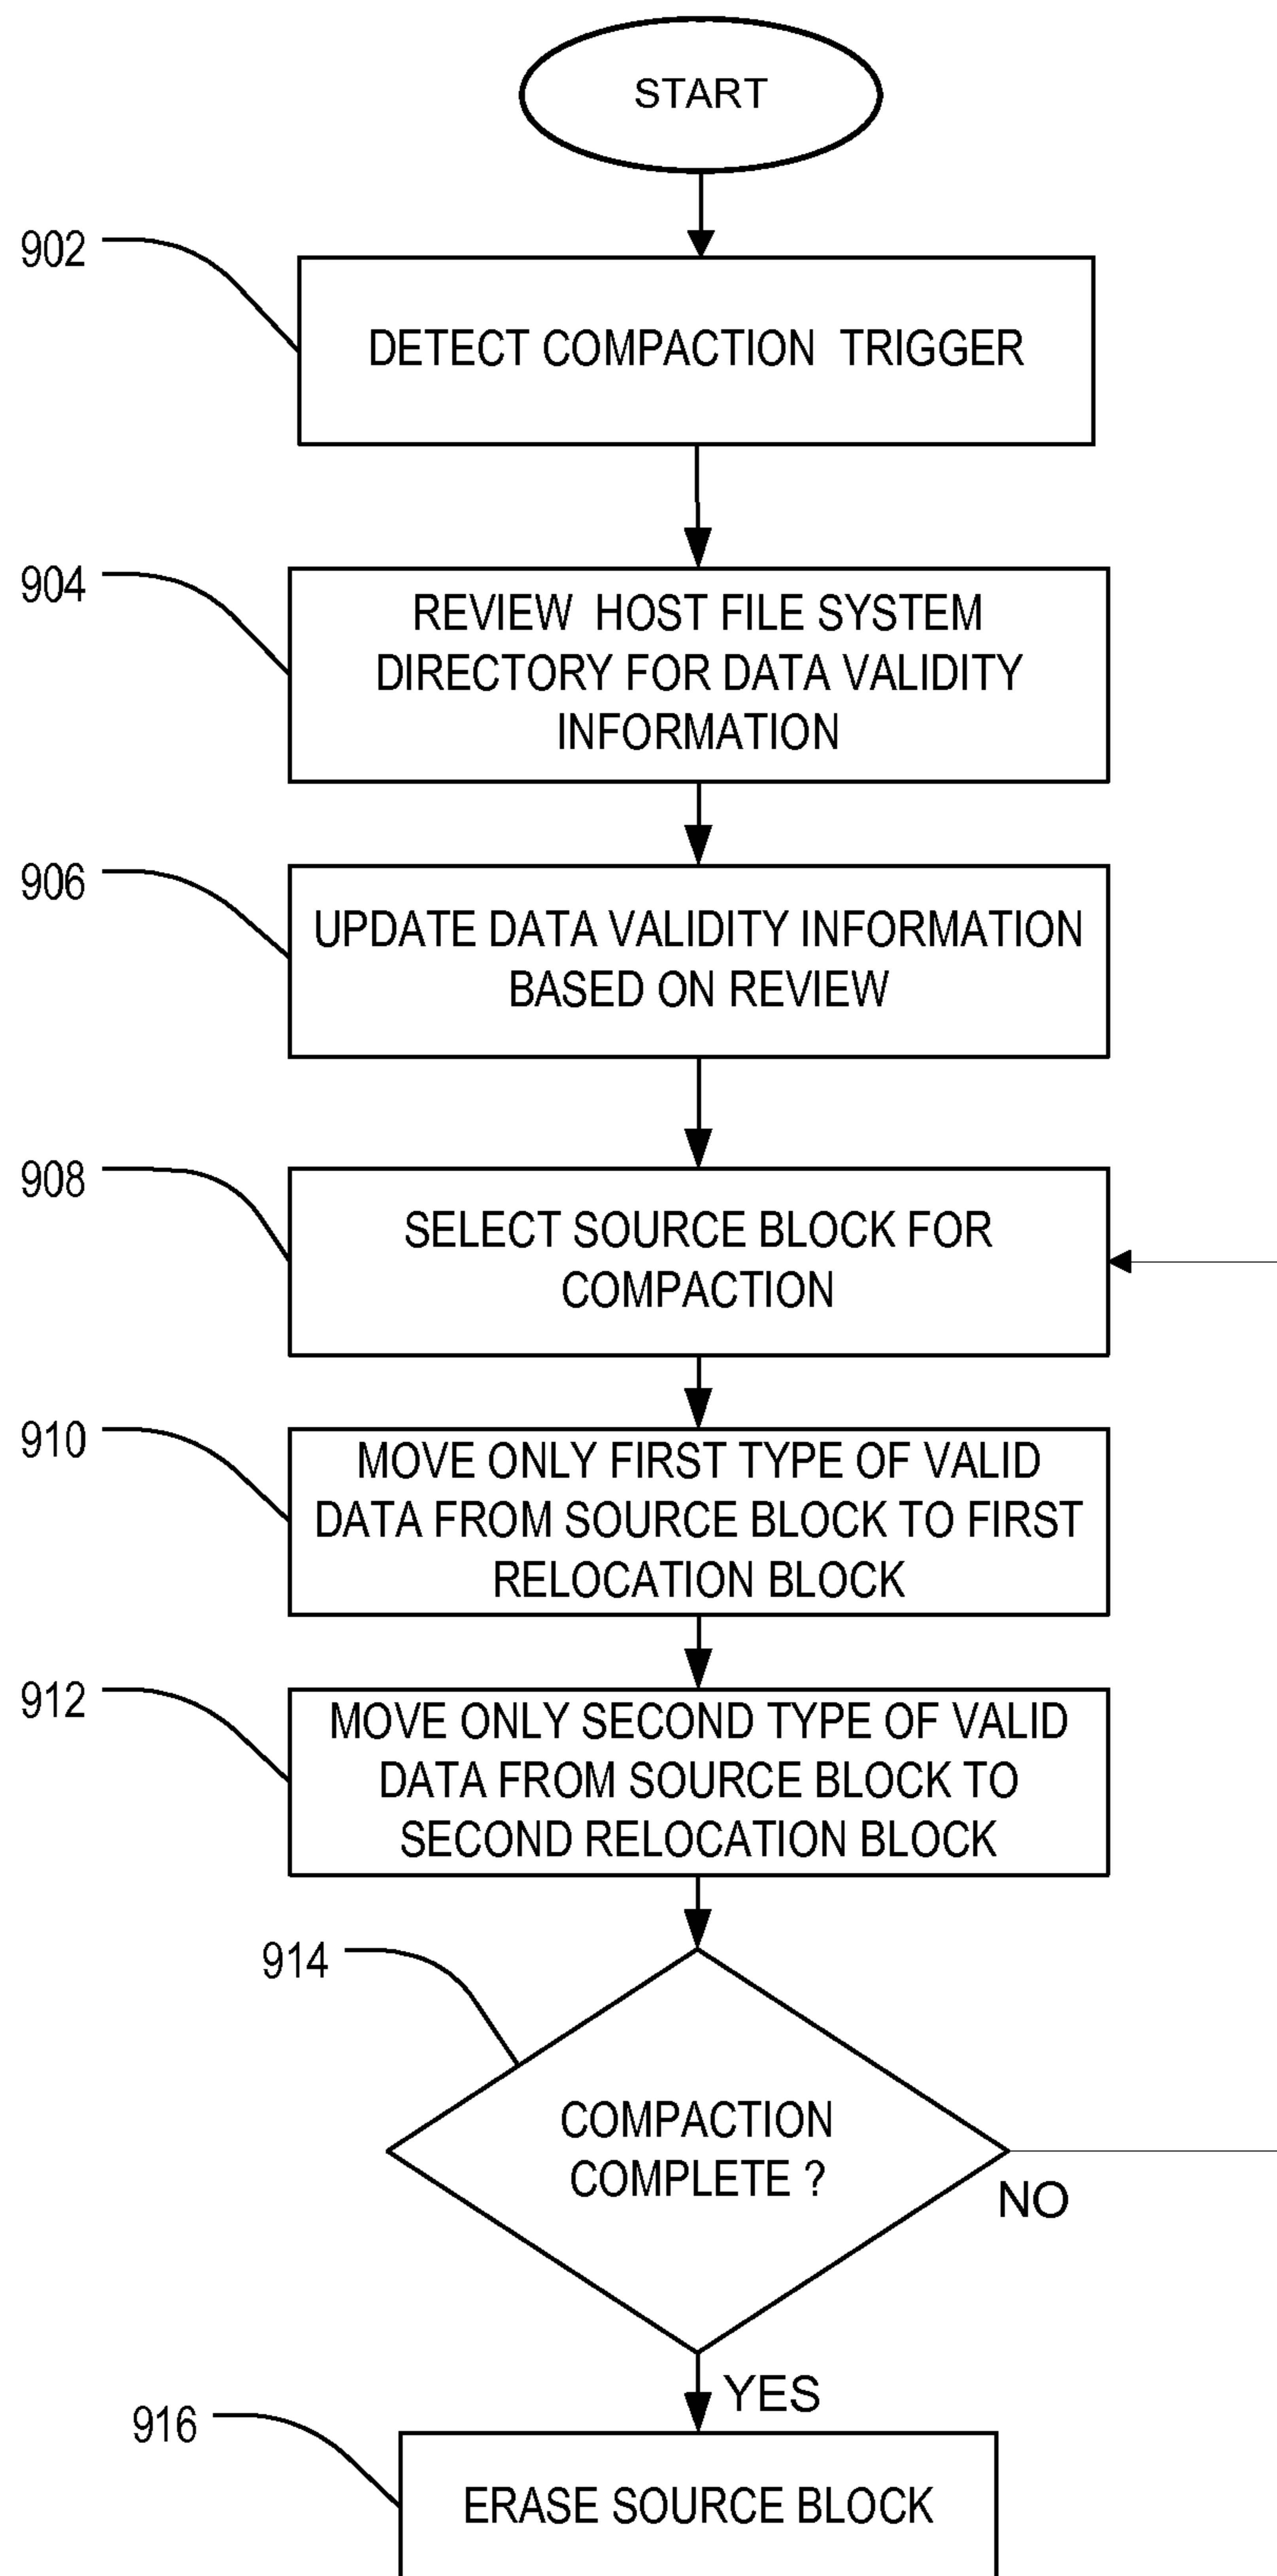 START
902
DETECT COMPACTION TRIGGER
904
REVIEW HOST FILE SYSTEM
DIRECTORY FOR DATA VALIDITY
INFORMATION
906
UPDATE DATA VALIDITY INFORMATION
BASED ON REVIEW
908
SELECT SOURCE BLOCK FOR
COMPACTION
910
MOVE ONLY FIRST TYPE OF VALID
DATA FROM SOURCE BLOCK TO FIRST
RELOCATION BLOCK
912
MOVE ONLY SECOND TYPE OF VALID
DATA FROM SOURCE BLOCK TO
SECOND RELOCATION BLOCK
914
COMPACTION
COMPLETE ?
NO
YES
916
ERASE SOURCE BLOCK